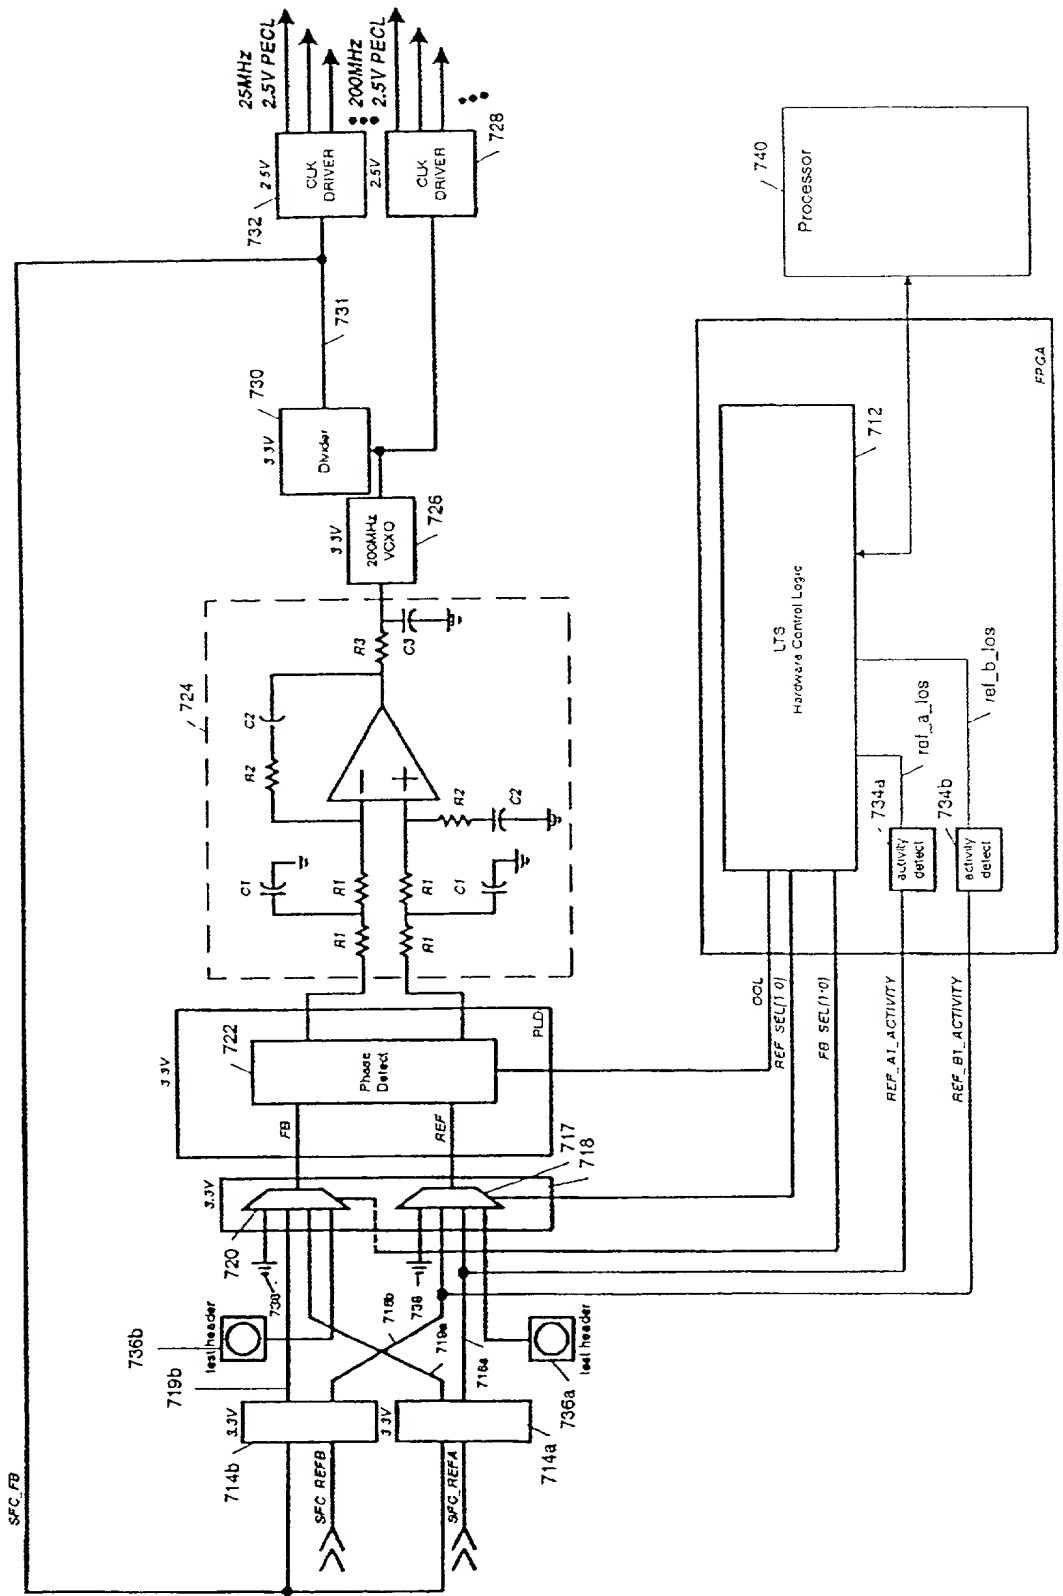 SFC_FB
25MHz
2.5V PECL
200MHz
2.5V PECL
2.5V
CLK
DRIVER
732
2.5V
CLK
DRIVER
728
731
730
3.3V
Divider
3.3V
200MHz
VCXO
726
724
R3
C3
C2
R2
R2
C2
C1
R1
R1
R1
R1
C1
3.3V
722
Phase
Detect
PLD
FB
REF
717
718
3.3V
720
738
738
718b
719a
718a
736b
test header
719b
test header
736a
3.3V
714b
3.3V
714a
SFC_REFB
SFC_REFA
740
Processor
FPGA
712
LTS
Hardware Control Logic
ref_a_los
ref_b_los
734a
activity
detect
734b
activity
detect
OOL
REF SEL[1:0]
FB SEL[1:0]
REF_A1_ACTIVITY
REF_B1_ACTIVITY